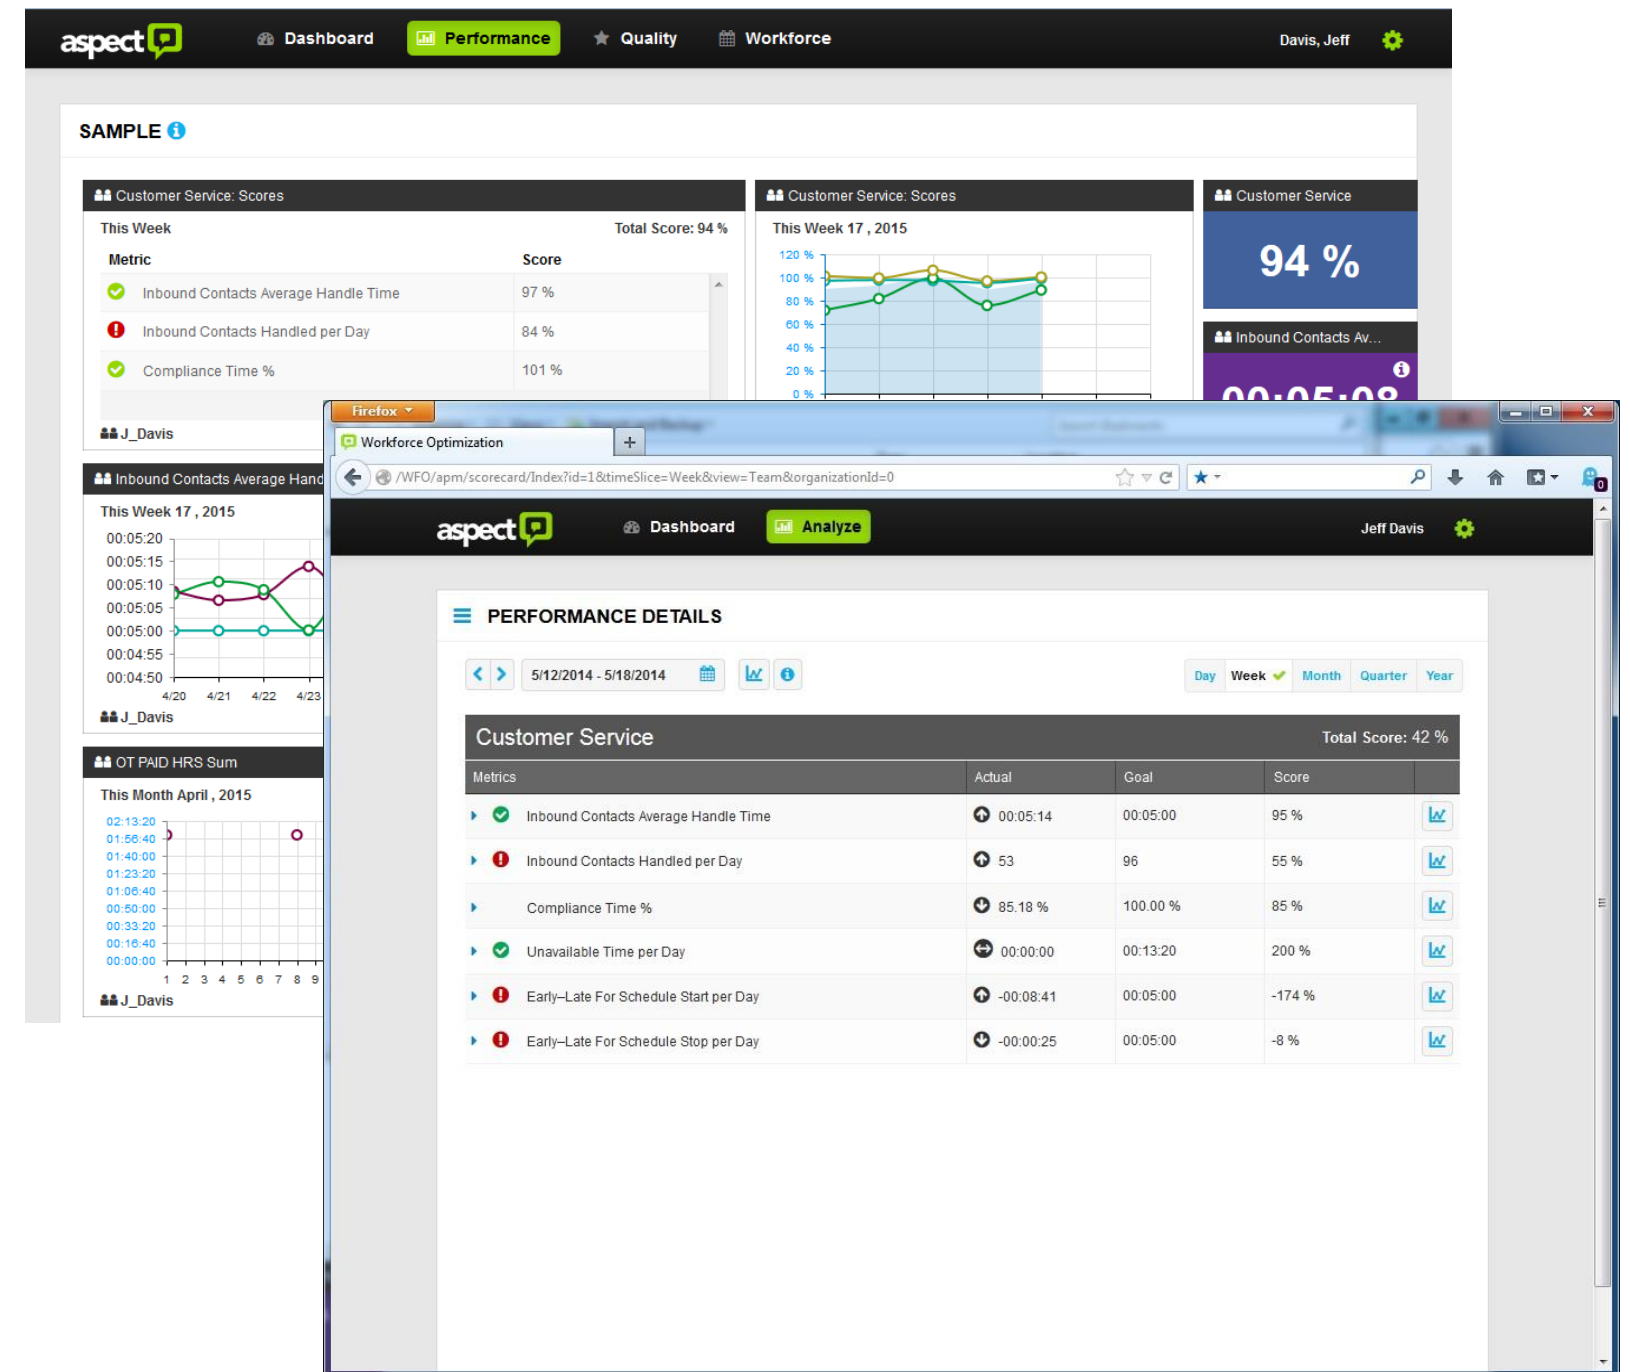 aspect
Dashboard Performance Quality Workforce
Davis, Jeff
SAMPLE
Customer Service: Scores
This Week Total Score: 94 %
Metric Score
Inbound Contacts Average Handle Time 97 %
Inbound Contacts Handled per Day 84 %
Compliance Time % 101 %
J_Davis
Customer Service: Scores
This Week 17 , 2015
120 %
100 %
80 %
60 %
40 %
20 %
0 %
Customer Service
94 %
Inbound Contacts Av...
00:05:08
Inbound Contacts Average Hand
This Week 17 , 2015
00:05:20
00:05:15
00:05:10
00:05:05
00:05:00
00:04:55
00:04:50
4/20 4/21 4/22 4/23
J_Davis
OT PAID HRS Sum
This Month April , 2015
02:13:20
01:56:40
01:40:00
01:23:20
01:06:40
00:50:00
00:33:20
00:16:40
00:00:00
1 2 3 4 5 6 7 8 9
J_Davis
Firefox
Workforce Optimization
/WFO/apm/scorecard/Index?id=1&timeSlice=Week&view=Team&organizationId=0
0
aspect
Dashboard Analyze
Jeff Davis
PERFORMANCE DETAILS
5/12/2014 - 5/18/2014
Day Week Month Quarter Year
Customer Service Total Score: 42 %
Metrics Actual Goal Score
Inbound Contacts Average Handle Time 00:05:14 00:05:00 95 %
Inbound Contacts Handled per Day 53 96 55 %
Compliance Time % 85.18 % 100.00 % 85 %
Unavailable Time per Day 00:00:00 00:13:20 200 %
Early–Late For Schedule Start per Day -00:08:41 00:05:00 -174 %
Early–Late For Schedule Stop per Day -00:00:25 00:05:00 -8 %